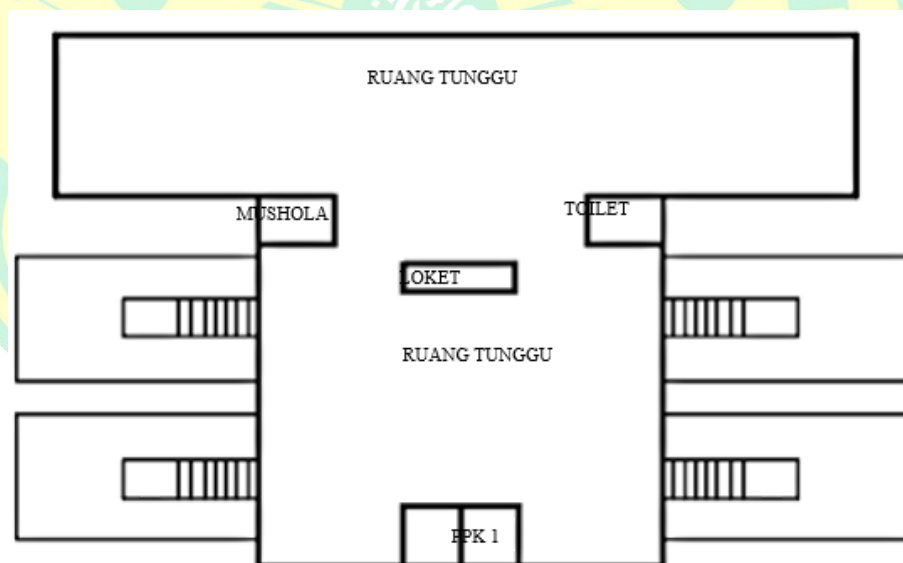 RUANG TUNGGU
MUSHOLA
TOILET
LOKET
RUANG TUNGGU
PPK 1